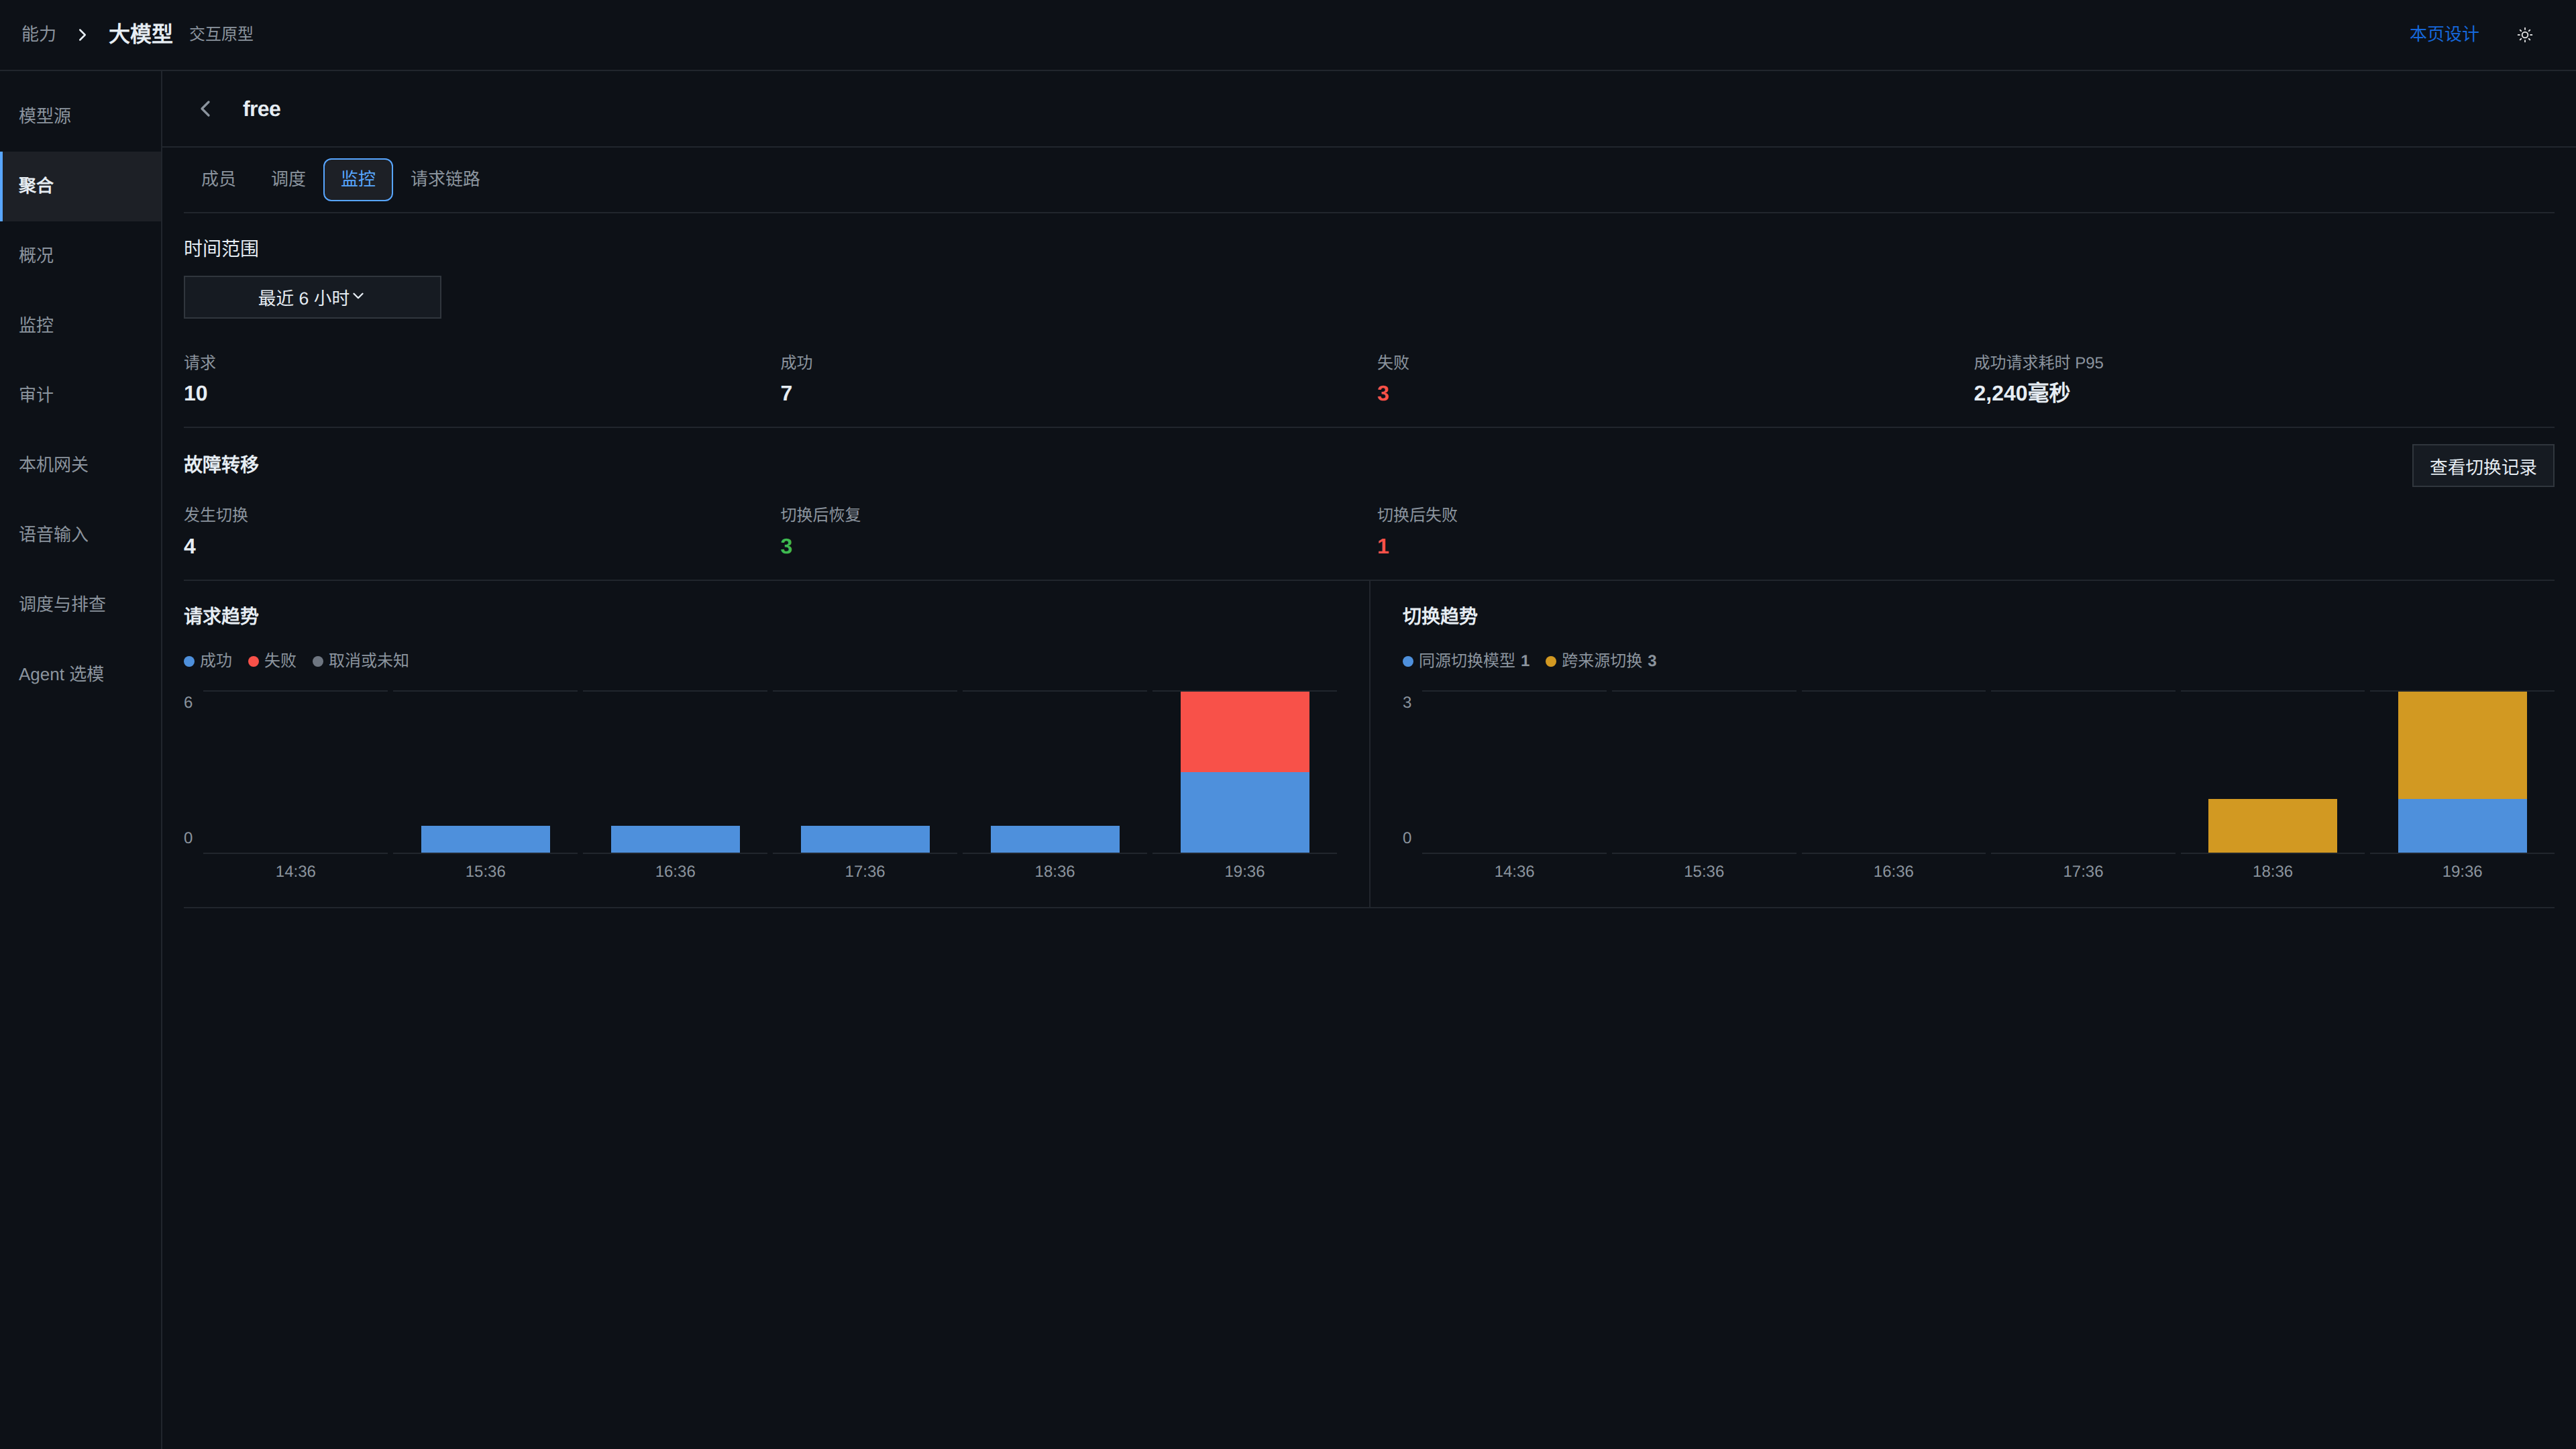 能力 大模型 交互原型 本页设计
模型源
聚合
概况
监控
审计
本机网关
语音输入
调度与排查
Agent 选模
free
成员 调度 监控 请求链路
时间范围
最近 6 小时
请求 成功 失败 成功请求耗时 P95
10 7 3 2,240毫秒
故障转移 查看切换记录
发生切换 切换后恢复 切换后失败
4 3 1
请求趋势
成功 失败 取消或未知
6
0
14:36 15:36 16:36 17:36 18:36 19:36
切换趋势
同源切换模型 1 跨来源切换 3
3
0
14:36 15:36 16:36 17:36 18:36 19:36